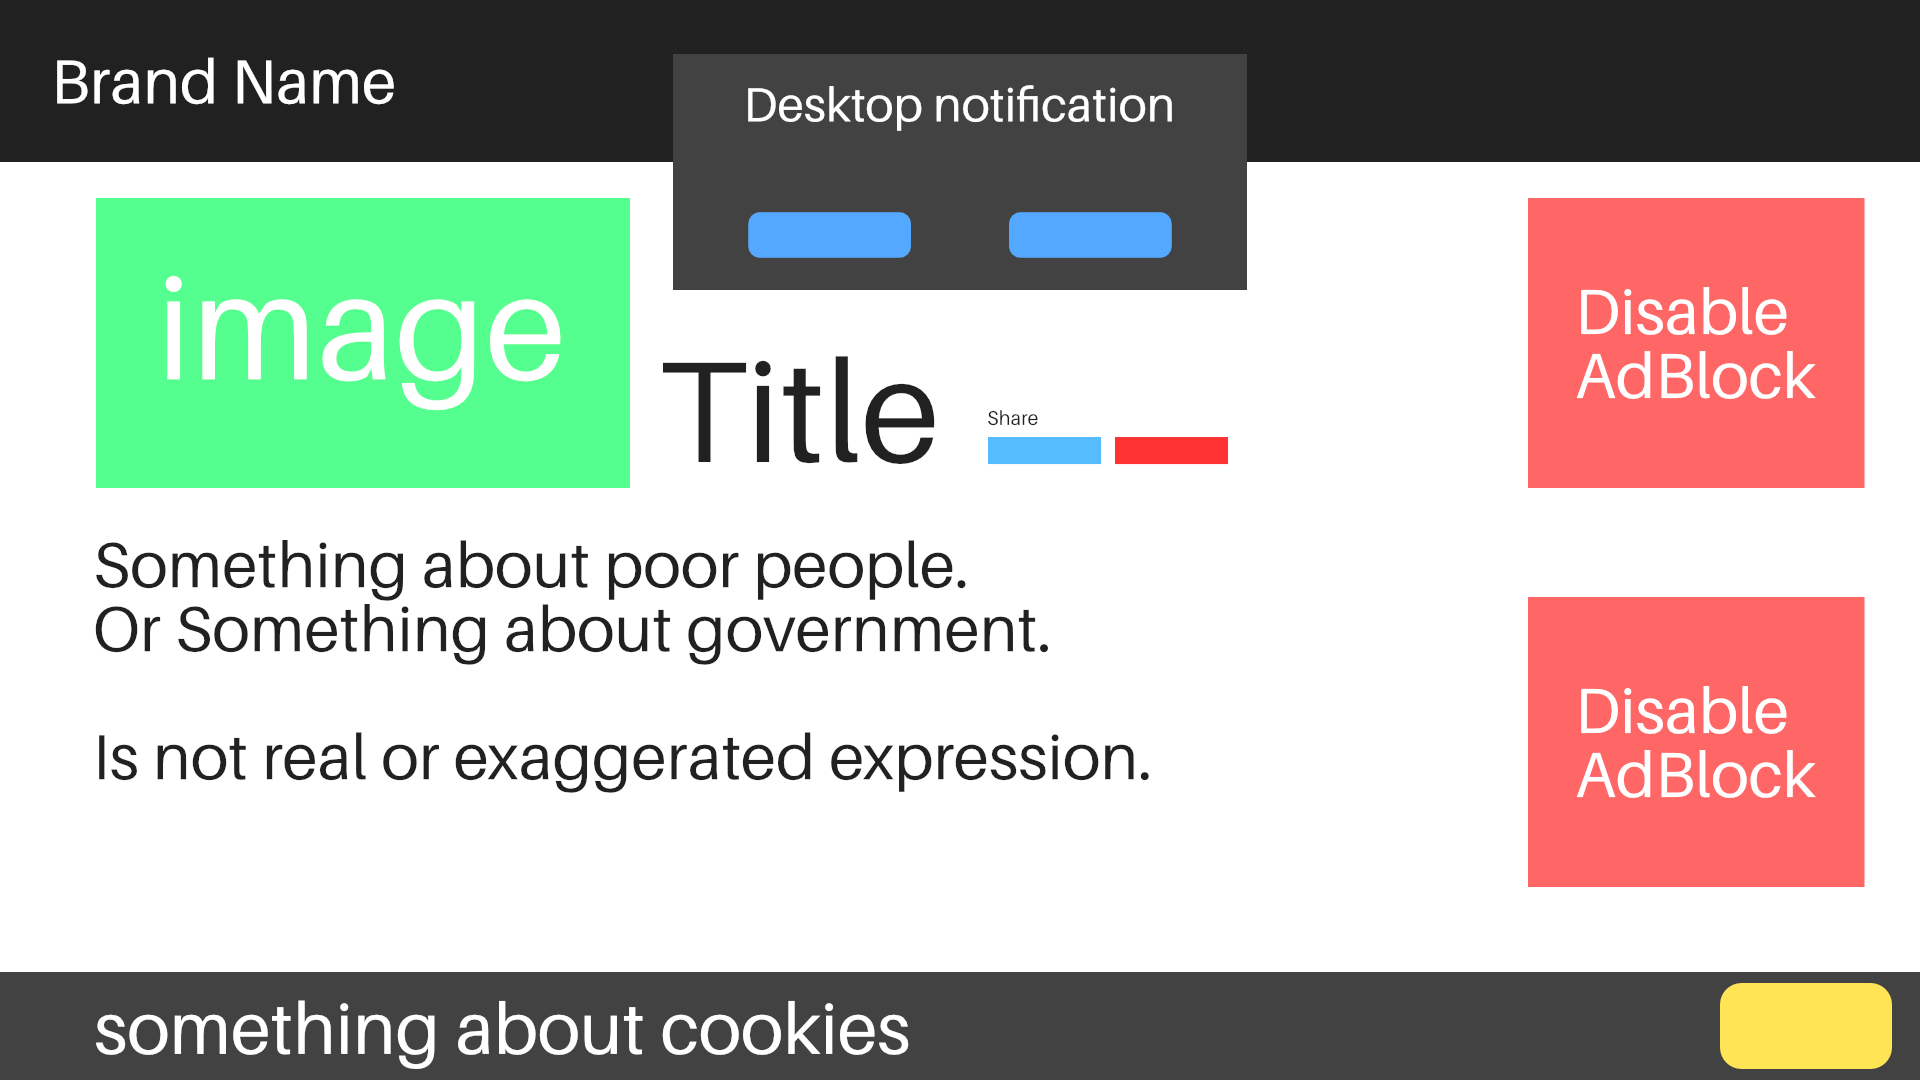 Brand Name
Desktop notification
image
Title
Share
Disable
AdBlock
Something about poor people.
Or Something about government.
Is not real or exaggerated expression.
Disable
AdBlock
something about cookies